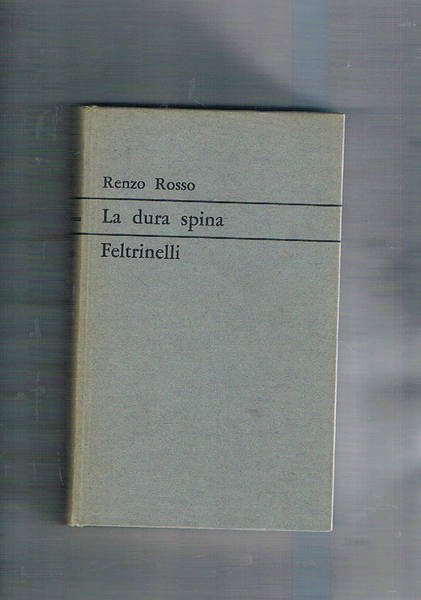 Renzo Rosso
La dura spina
Feltrinelli